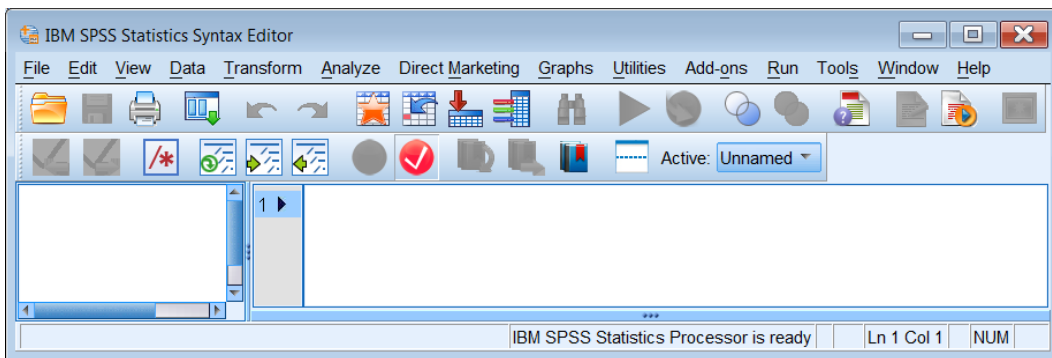 IBM SPSS Statistics Syntax Editor
File Edit View Data Transform Analyze Direct Marketing Graphs Utilities Add-ons Run Tools Window Help
/*
Active: Unnamed
1
IBM SPSS Statistics Processor is ready Ln 1 Col 1 NUM